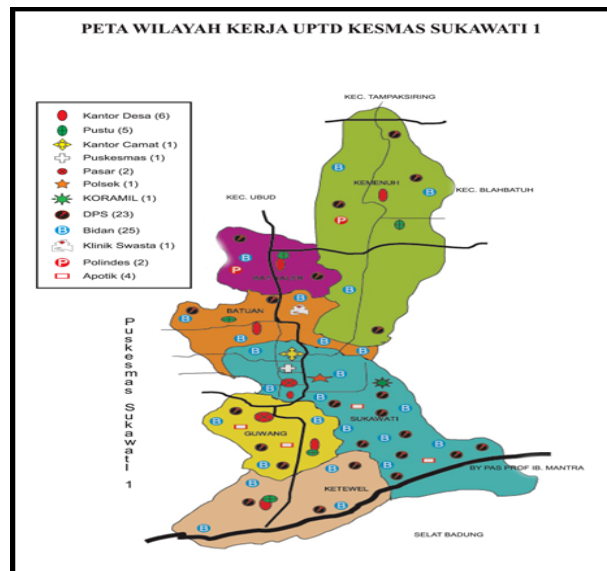 PETA WILAYAH KERJA UPTD KESMAS SUKAWATI 1
KEC. TAMPAKSIRING
Kantor Desa (6)
Pustu (5)
Kantor Camat (1)
Puskesmas (1)
Pasar (2)
Polsek (1)
KORAMIL (1)
DPS (23)
Bidan (25)
Klinik Swasta (1)
Polindes (2)
Apotik (4)
KEMENUH
KEC. BLAHBATUH
KEC. UBUD
BATUAN
Puskesmas Sukawati 1
SUKAWATI
GUWANG
KETEWEL
BY PAS PROF IB. MANTRA
SELAT BADUNG